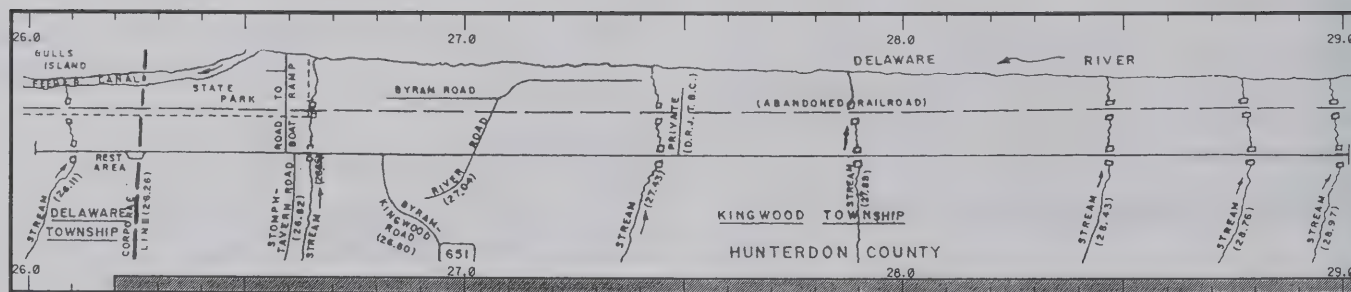 26.0
27.0
28.0
29.0
BULLS
ISLAND
FEEDER CANAL
STATE
PARK
ROAD TO
BOAT RAMP
BYRAM ROAD
DELAWARE RIVER
PRIVATE
(D.R.J.T.B.C.)
(ABANDONED RAILROAD)
REST
AREA
STREAM
(26.11)
DELAWARE
TOWNSHIP
CORPORATE
LINE (26.26)
STOMPF-
TAVERN ROAD
(26.62)
STREAM
BYRAM-
KINGWOOD
ROAD
(26.80)
651
RIVER ROAD
(27.04)
STREAM
(27.43)
KINGWOOD TOWNSHIP
HUNTERDON COUNTY
STREAM
(27.88)
STREAM
(28.43)
STREAM
(28.76)
STREAM
(28.97)
26.0
27.0
28.0
29.0